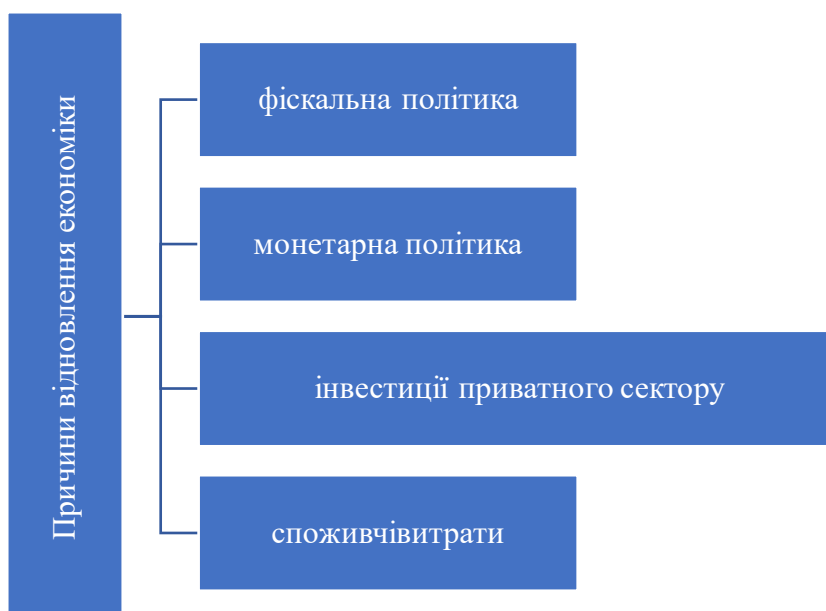 Причини відновлення економіки
фіскальна політика
монетарна політика
інвестиції приватного сектору
споживчівитрати